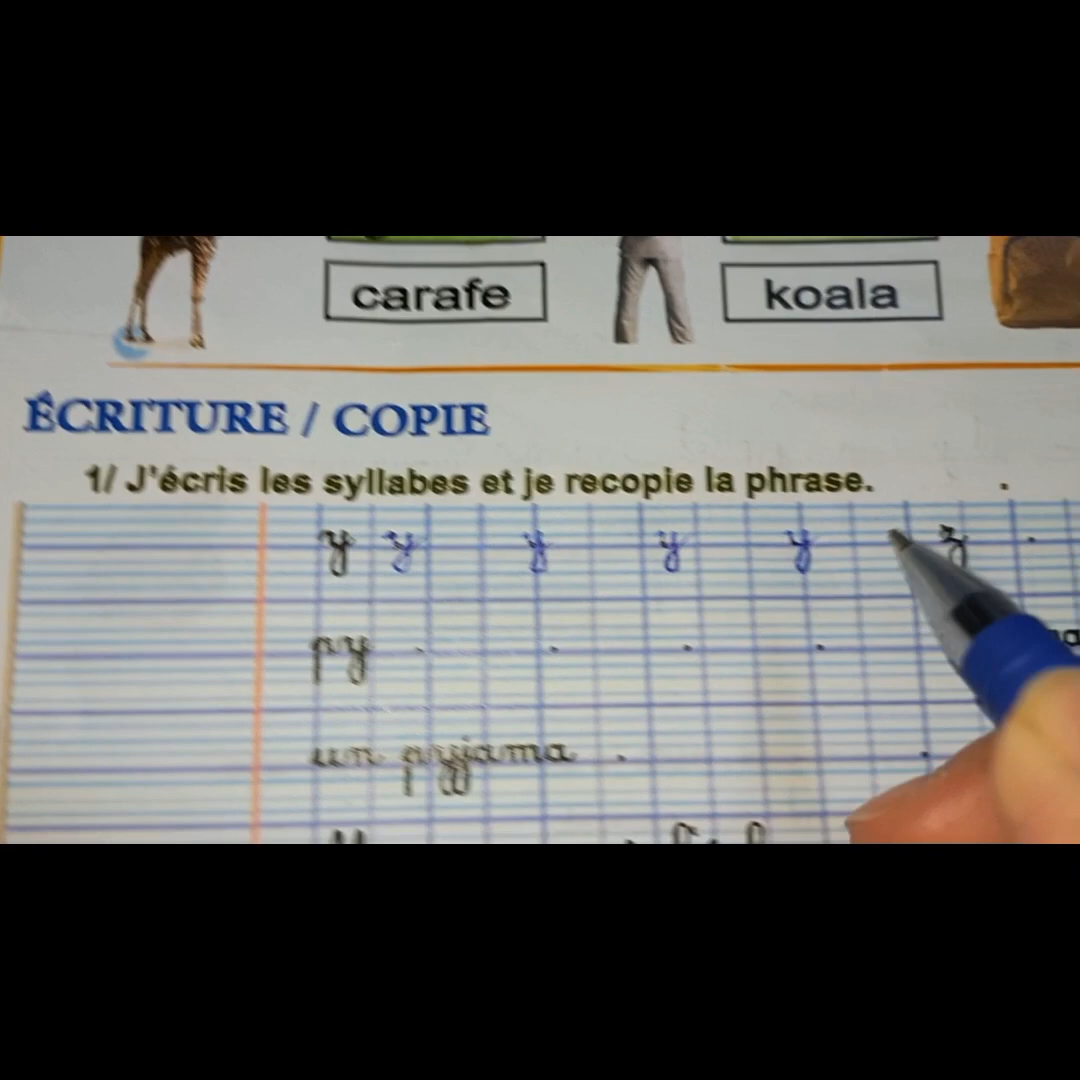 carafe koala
ÉCRITURE / COPIE
1/ J'écris les syllabes et je recopie la phrase.
y y y y y z
py
un pyjama